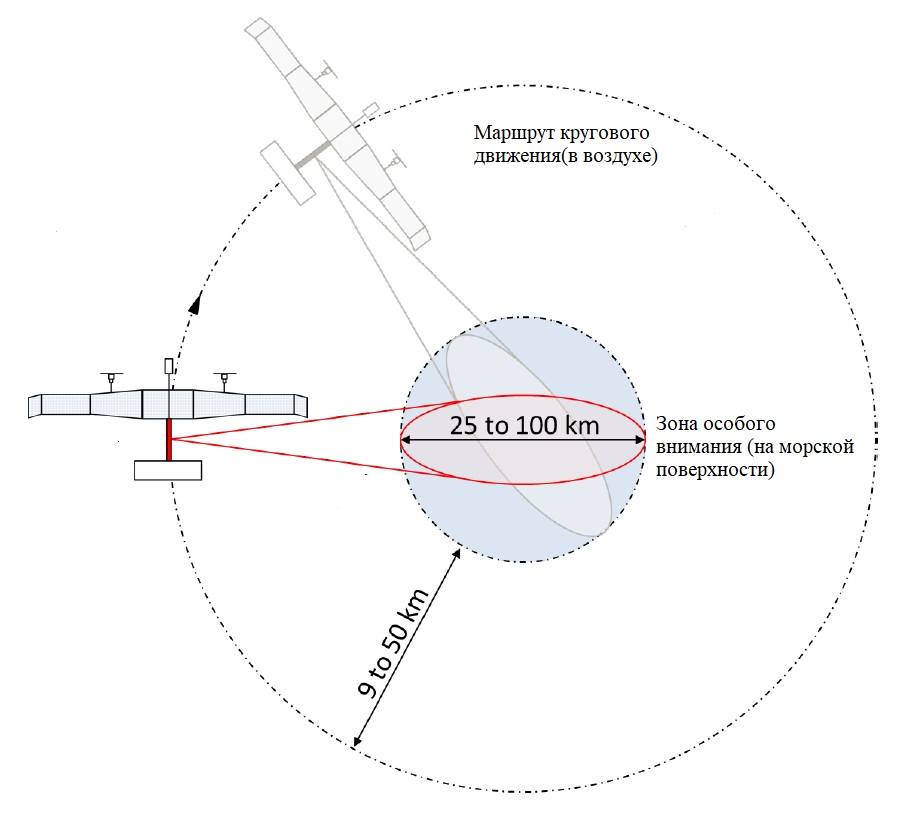 Маршрут кругового
движения(в воздухе)
25 to 100 km
Зона особого
внимания (на морской
поверхности)
9 to 50 km